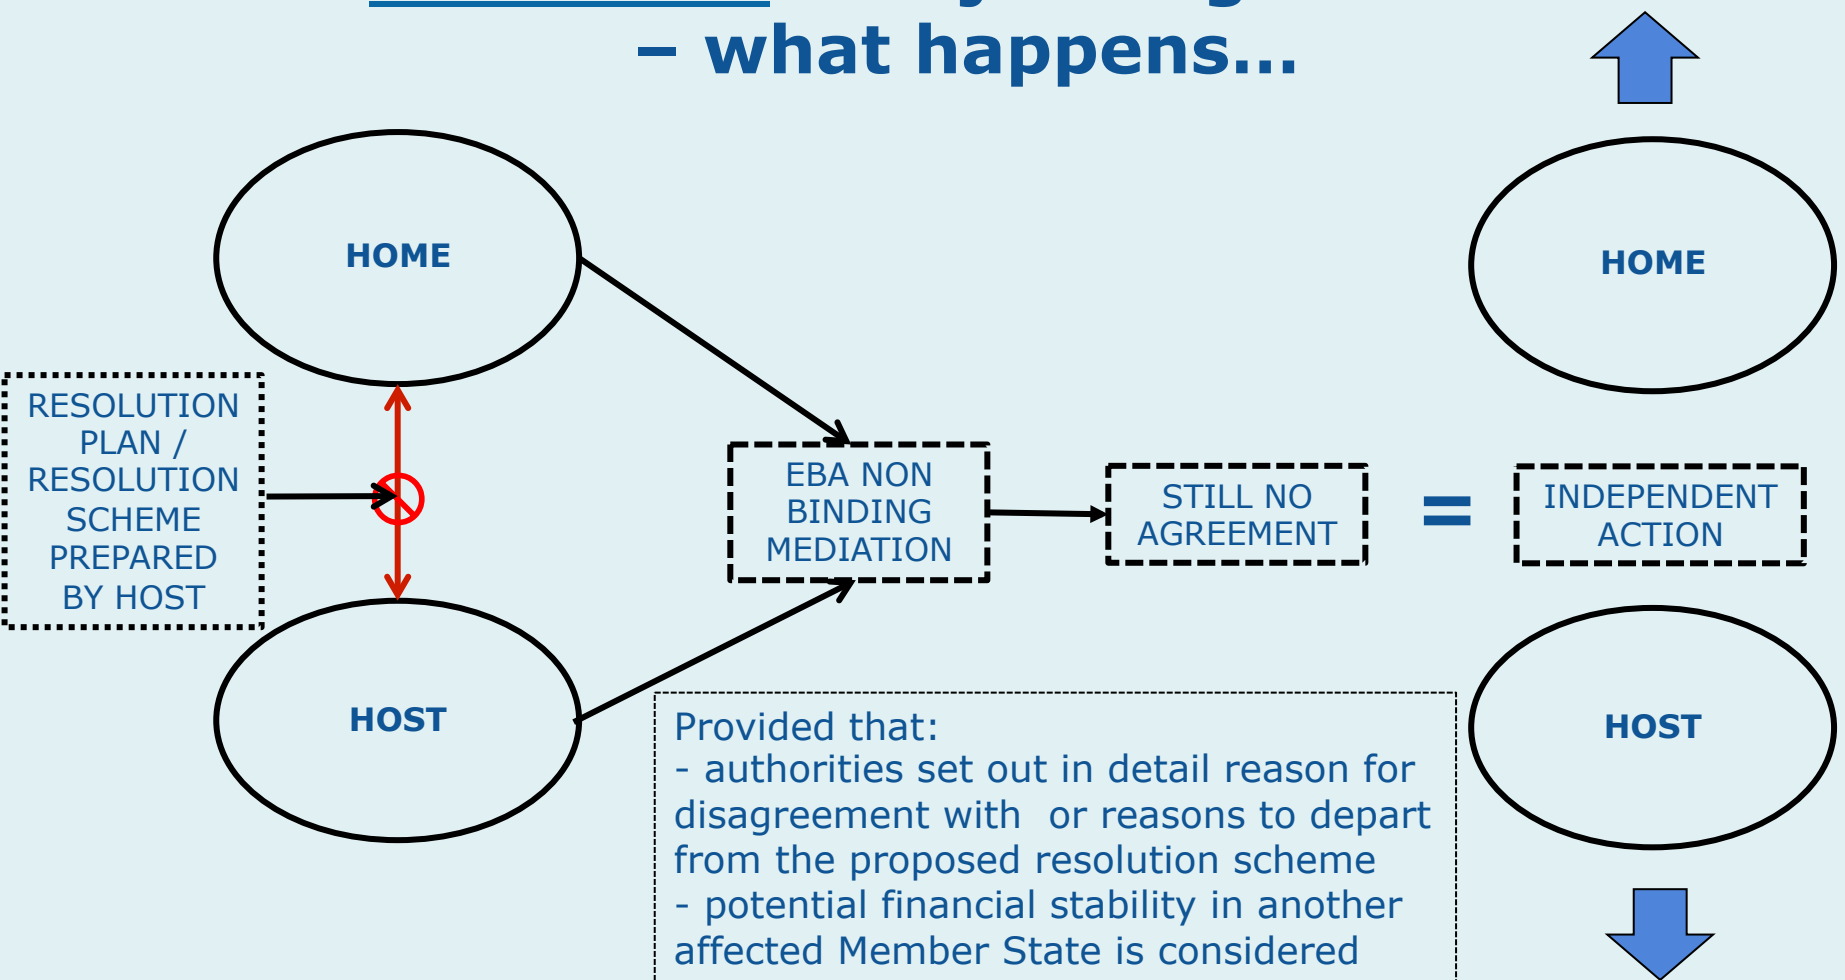 – what happens…
HOME
HOME
RESOLUTION
PLAN /
RESOLUTION
SCHEME
PREPARED
BY HOST
EBA NON
BINDING
MEDIATION
STILL NO
AGREEMENT
=
INDEPENDENT
ACTION
HOST
HOST
Provided that:
- authorities set out in detail reason for
disagreement with  or reasons to depart
from the proposed resolution scheme
- potential financial stability in another
affected Member State is considered